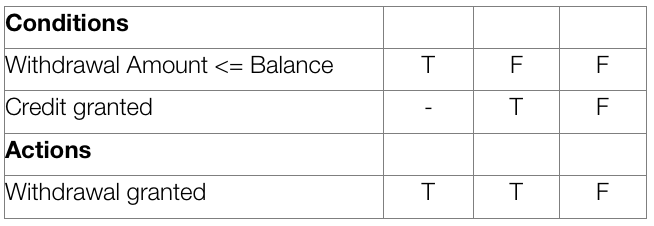 Conditions
Withdrawal Amount <= Balance T F F
Credit granted - T F
Actions
Withdrawal granted T T F